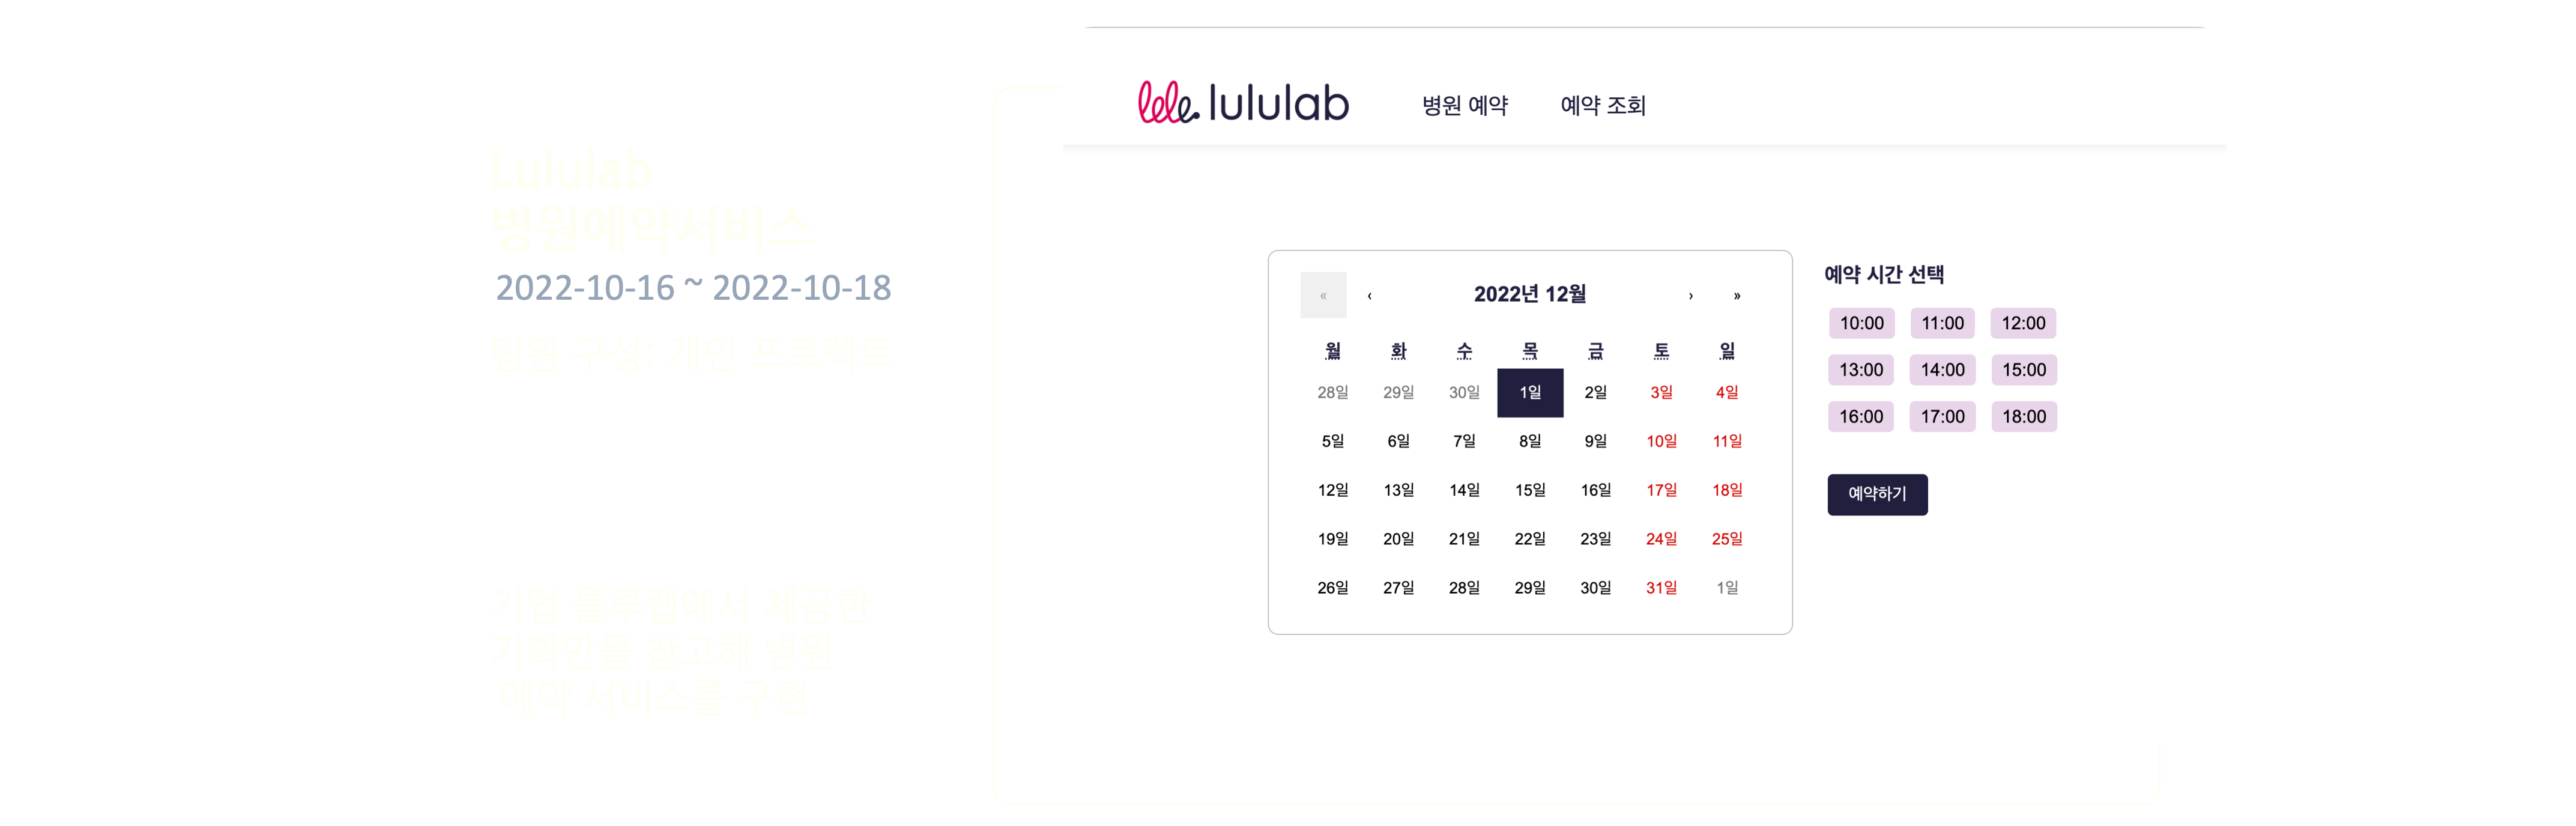 Lululab
병원예약서비스
2022-10-16 ~ 2022-10-18
팀원 구성: 개인 프로젝트
기업 룰루랩에서 제공한
기획안을 참고해 병원
예약 서비스를 구현
lele. lululab 병원 예약 예약 조회
« ‹ 2022년 12월 › »
월 화 수 목 금 토 일
28일 29일 30일 1일 2일 3일 4일
5일 6일 7일 8일 9일 10일 11일
12일 13일 14일 15일 16일 17일 18일
19일 20일 21일 22일 23일 24일 25일
26일 27일 28일 29일 30일 31일 1일
예약 시간 선택
10:00 11:00 12:00
13:00 14:00 15:00
16:00 17:00 18:00
예약하기